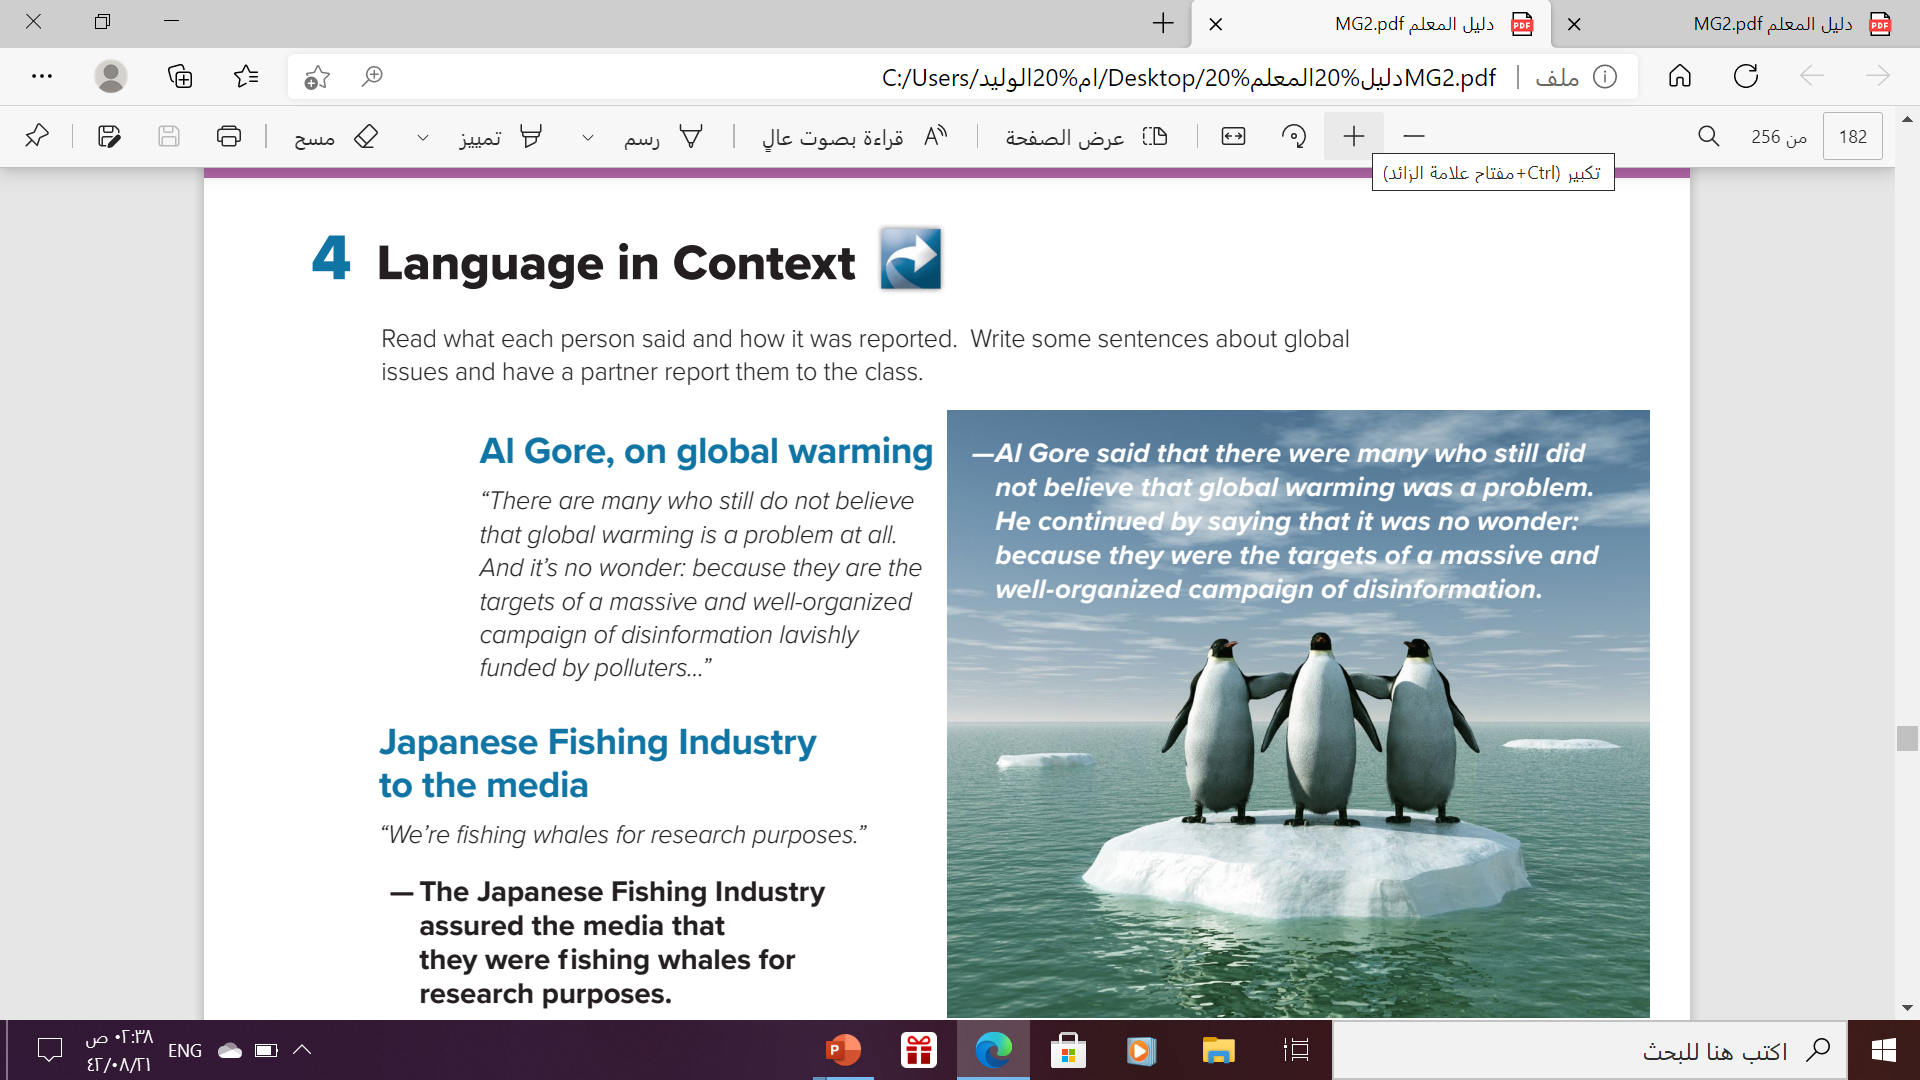 دليل المعلم MG2.pdf
دليل المعلم MG2.pdf
ملف
C:/Users/ام%20الوليد/Desktop/20%دليل%20المعلمMG2.pdf
182
من 256
عرض الصفحة
قراءة بصوت عالٍ
رسم
تمييز
مسح
تكبير (Ctrl+مفتاح علامة الزائد)
4 Language in Context
Read what each person said and how it was reported. Write some sentences about global
issues and have a partner report them to the class.
Al Gore, on global warming
“There are many who still do not believe
that global warming is a problem at all.
And it’s no wonder: because they are the
targets of a massive and well-organized
campaign of disinformation lavishly
funded by polluters...”
—Al Gore said that there were many who still did
not believe that global warming was a problem.
He continued by saying that it was no wonder:
because they were the targets of a massive and
well-organized campaign of disinformation.
Japanese Fishing Industry
to the media
“We’re fishing whales for research purposes.”
— The Japanese Fishing Industry
assured the media that
they were fishing whales for
research purposes.
اكتب هنا للبحث
ENG
٠٢:٣٨ ص
٤٢/٠٨/٢١